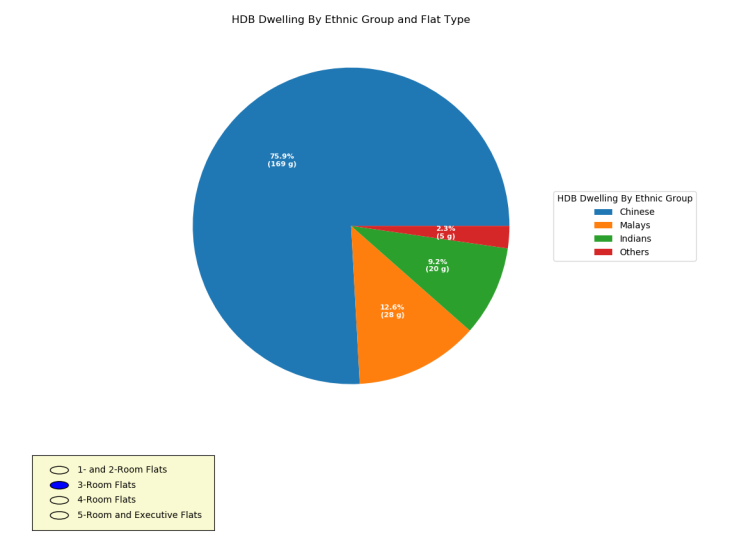 HDB Dwelling By Ethnic Group and Flat Type
75.9%
(169 g)
2.3%
(5 g)
9.2%
(20 g)
12.6%
(28 g)
HDB Dwelling By Ethnic Group
Chinese
Malays
Indians
Others
1- and 2-Room Flats
3-Room Flats
4-Room Flats
5-Room and Executive Flats